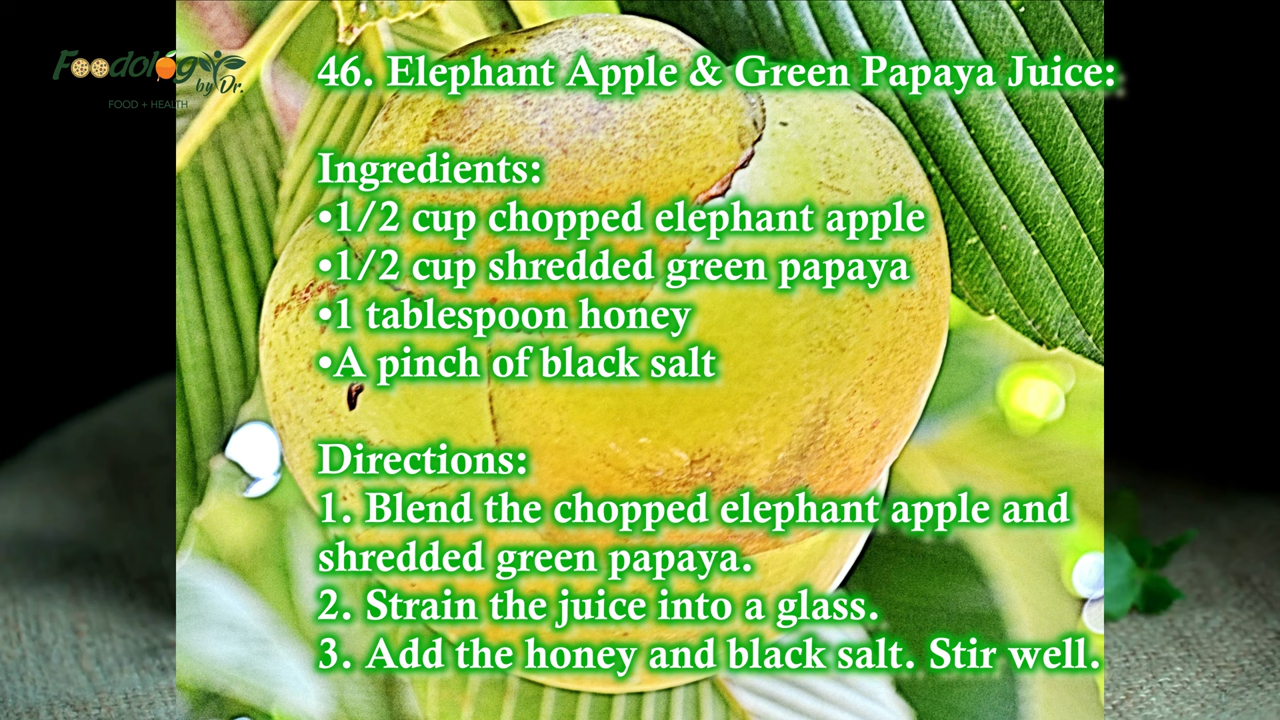 Foodology
by Dr.
FOOD + HEALTH
46. Elephant Apple & Green Papaya Juice:
Ingredients:
•1/2 cup chopped elephant apple
•1/2 cup shredded green papaya
•1 tablespoon honey
•A pinch of black salt
Directions:
1. Blend the chopped elephant apple and
shredded green papaya.
2. Strain the juice into a glass.
3. Add the honey and black salt. Stir well.